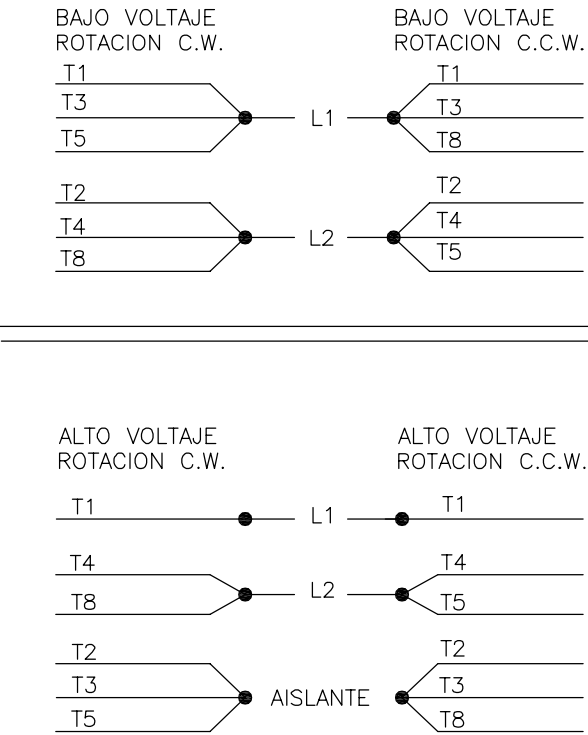 BAJO VOLTAJE
ROTACION C.W.
T1
T3
T5
L1
T2
T4
T8
L2
BAJO VOLTAJE
ROTACION C.C.W.
T1
T3
T8
T2
T4
T5
ALTO VOLTAJE
ROTACION C.W.
T1
L1
T4
T8
L2
T2
T3
T5
AISLANTE
ALTO VOLTAJE
ROTACION C.C.W.
T1
T4
T5
T2
T3
T8